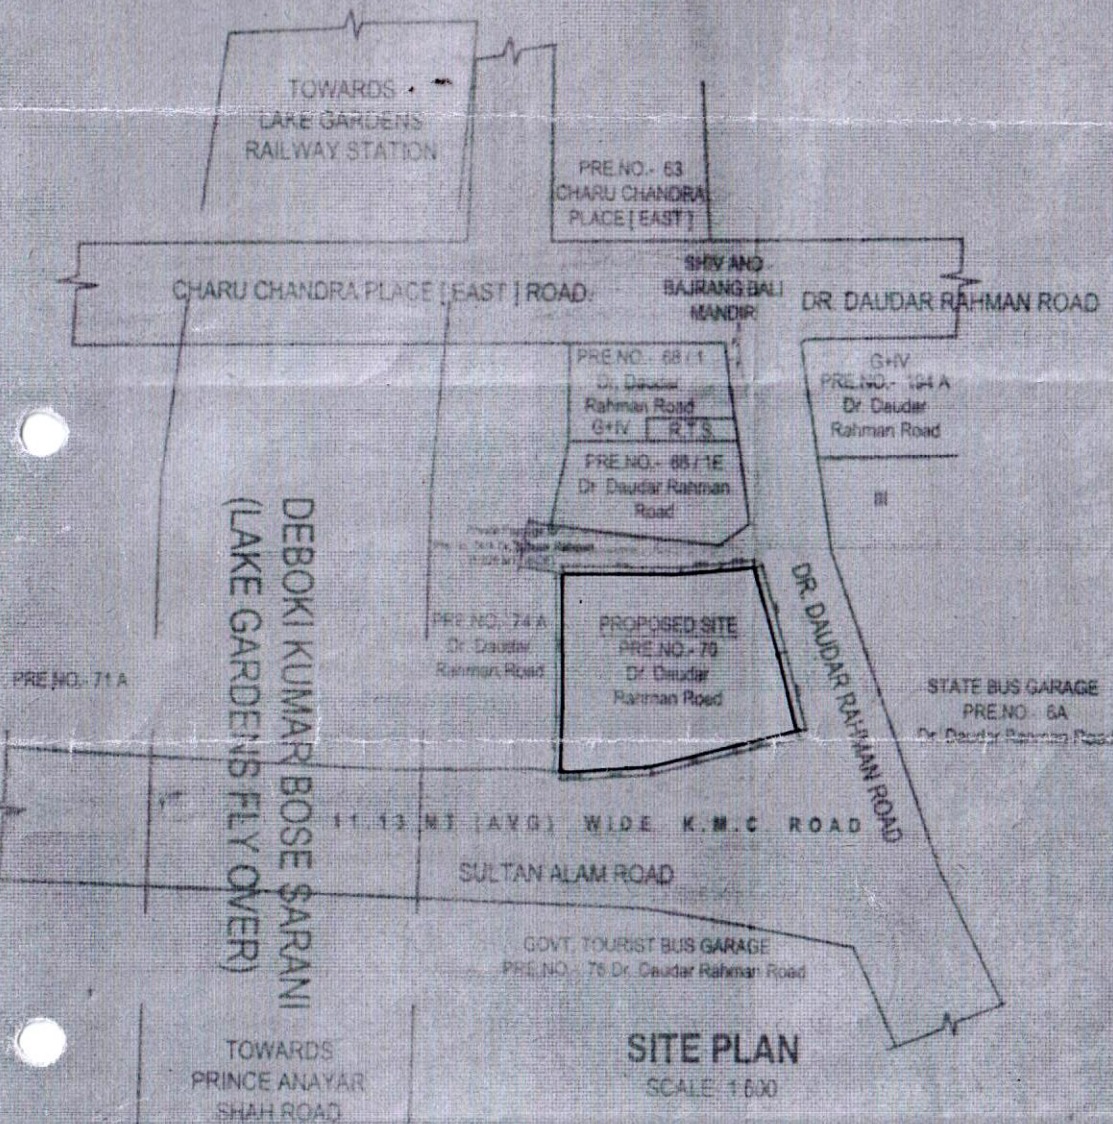 TOWARDS
LAKE GARDENS
RAILWAY STATION
PRE.NO.- 63
CHARU CHANDRA
PLACE [ EAST ]
CHARU CHANDRA PLACE [ EAST ] ROAD.
SHIV AND
BAJRANG BALI
MANDIR
DR. DAUDAR RAHMAN ROAD
PRE.NO.- 68 / 1
Dr. Daudar
Rahman Road
G+IV R.T.S.
G+IV
PRE.NO.- 194 A
Dr. Daudar
Rahman Road
III
PRE.NO.- 68 / 1E
Dr. Daudar Rahman
Road
DEBOKI KUMAR BOSE SARANI
(LAKE GARDENS FLY OVER)
PRE.NO.- 74 A
Dr. Daudar
Rahman Road
PROPOSED SITE
PRE.NO.- 70
Dr. Daudar
Rahman Road
DR. DAUDAR RAHMAN ROAD
PRE.NO.- 71 A
STATE BUS GARAGE
PRE.NO.- 6A
Dr. Daudar Rahman Road
11.13 MT (AVG) WIDE K.M.C ROAD
SULTAN ALAM ROAD
GOVT. TOURIST BUS GARAGE
PRE.NO.- 76 Dr. Daudar Rahman Road
TOWARDS
PRINCE ANAYAR
SHAH ROAD
SITE PLAN
SCALE: 1:600